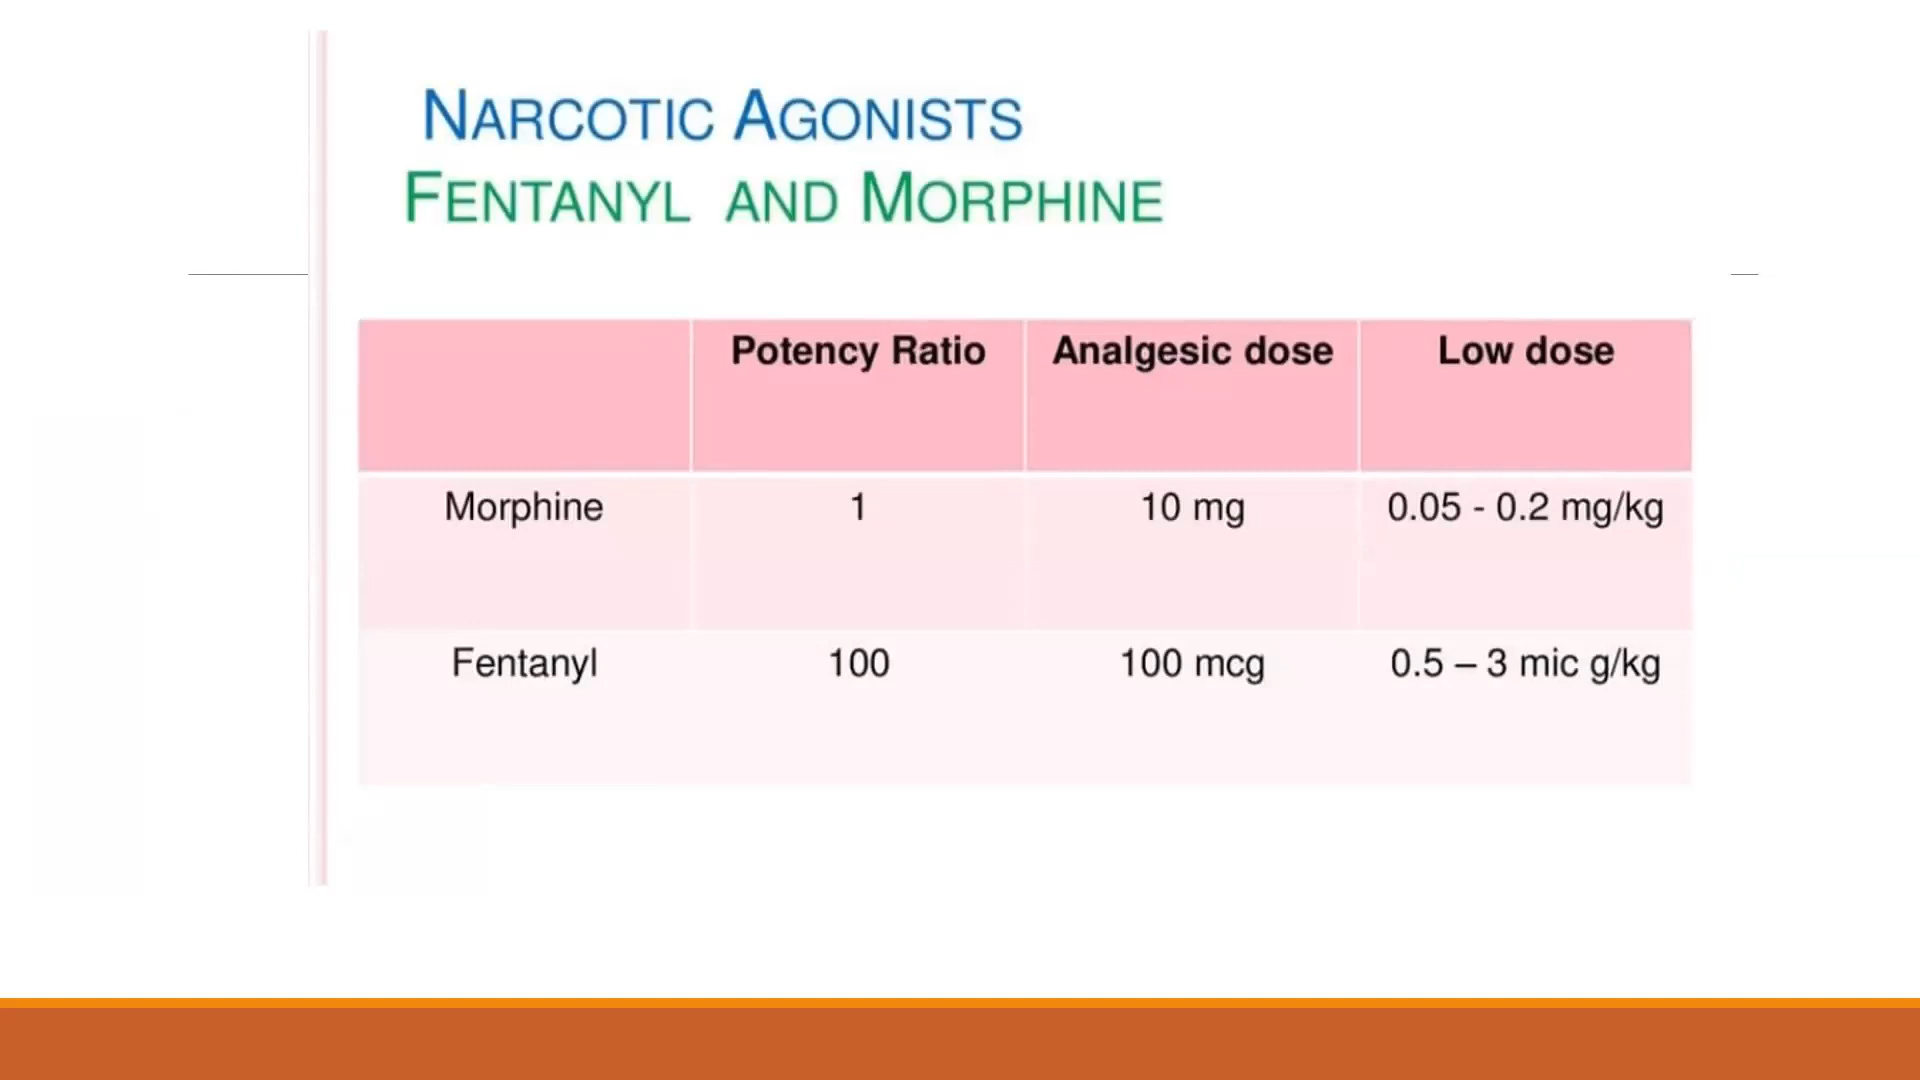 NARCOTIC AGONISTS
FENTANYL AND MORPHINE
Potency Ratio Analgesic dose Low dose
Morphine 1 10 mg 0.05 - 0.2 mg/kg
Fentanyl 100 100 mcg 0.5 – 3 mic g/kg